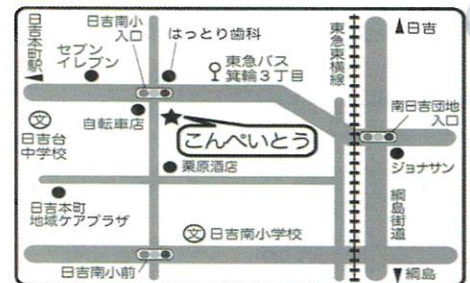 日吉本町駅
日吉南小
入口
はっとり歯科
セブン
イレブン
東急バス
箕輪3丁目
東急東横線
日吉
文
日吉台
中学校
自転車店
こんぺいとう
南日吉団地
入口
ジョナサン
栗原酒店
日吉本町
地域ケアプラザ
文 日吉南小学校
綱島街道
日吉南小前
綱島